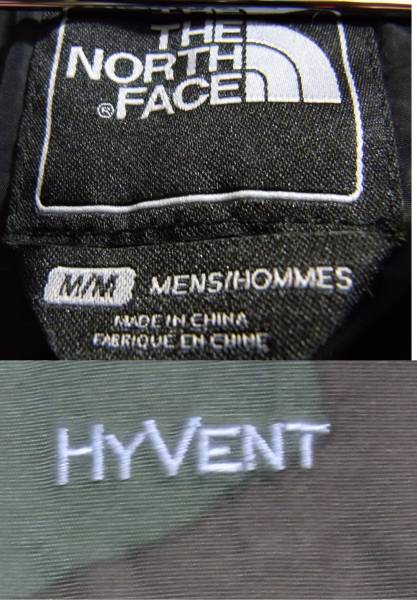 THE
NORTH
FACE
®
M/M MENS/HOMMES
MADE IN CHINA
FABRIQUE EN CHINE
HYVENT